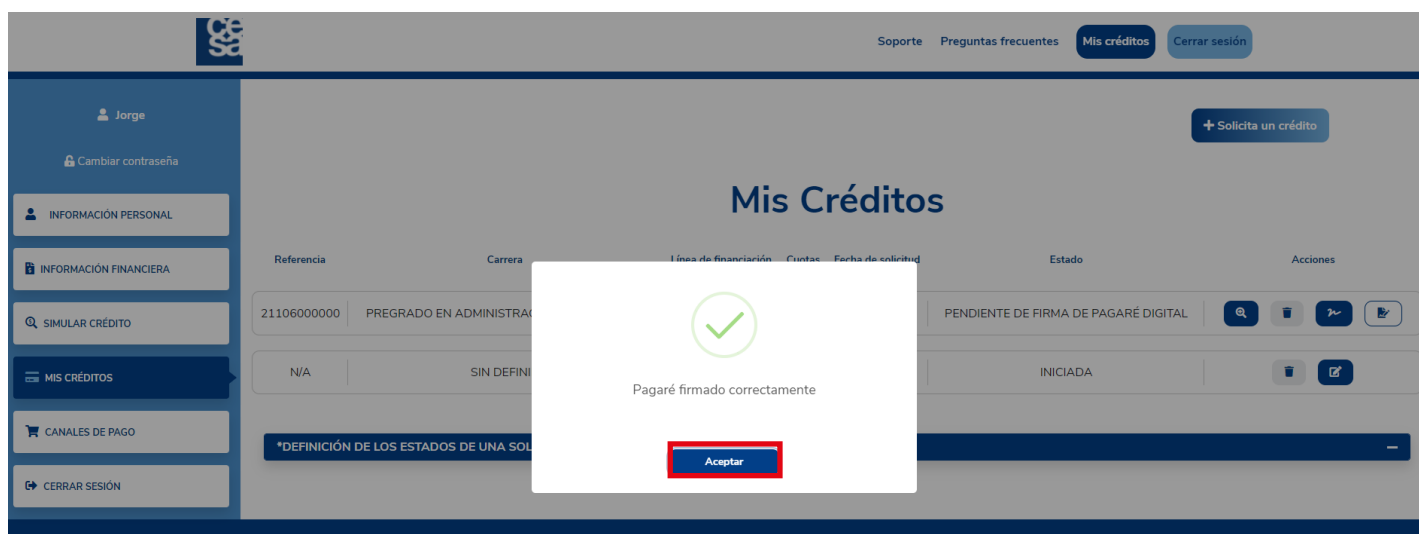 ce
sa
Soporte Preguntas frecuentes Mis créditos Cerrar sesión
Jorge
Cambiar contraseña
INFORMACIÓN PERSONAL
INFORMACIÓN FINANCIERA
SIMULAR CRÉDITO
MIS CRÉDITOS
CANALES DE PAGO
CERRAR SESIÓN
+ Solicita un crédito
Mis Créditos
Referencia Carrera Línea de financiación Cuotas Fecha de solicitud Estado Acciones
21106000000 PREGRADO EN ADMINISTRAC PENDIENTE DE FIRMA DE PAGARÉ DIGITAL
N/A SIN DEFINI INICIADA
*DEFINICIÓN DE LOS ESTADOS DE UNA SOL
Pagaré firmado correctamente
Aceptar